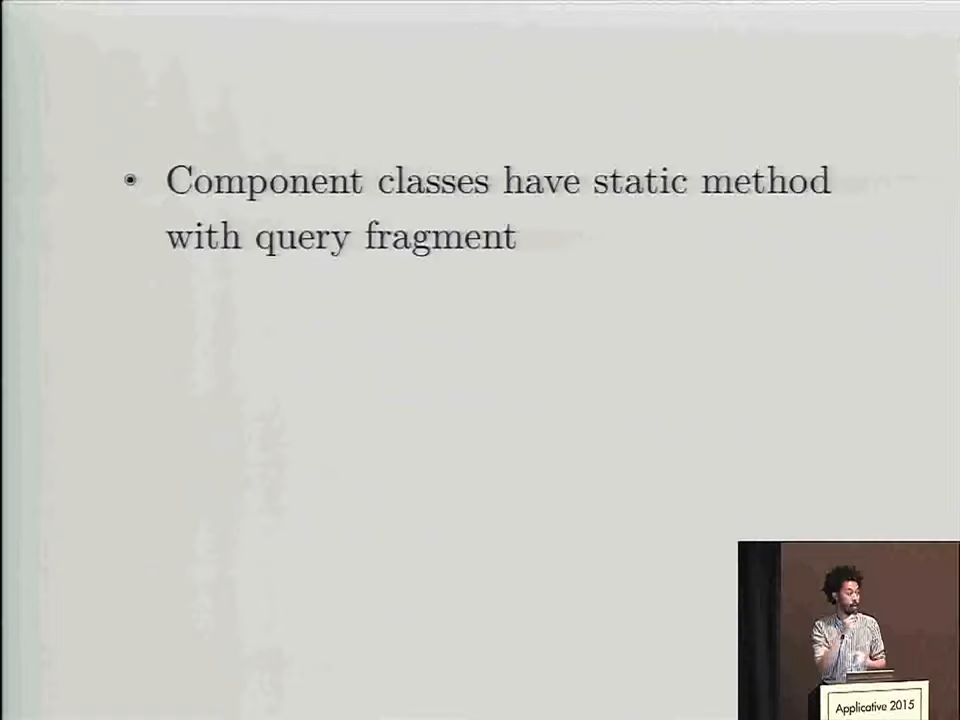 • Component classes have static method
with query fragment
Applicative 2015